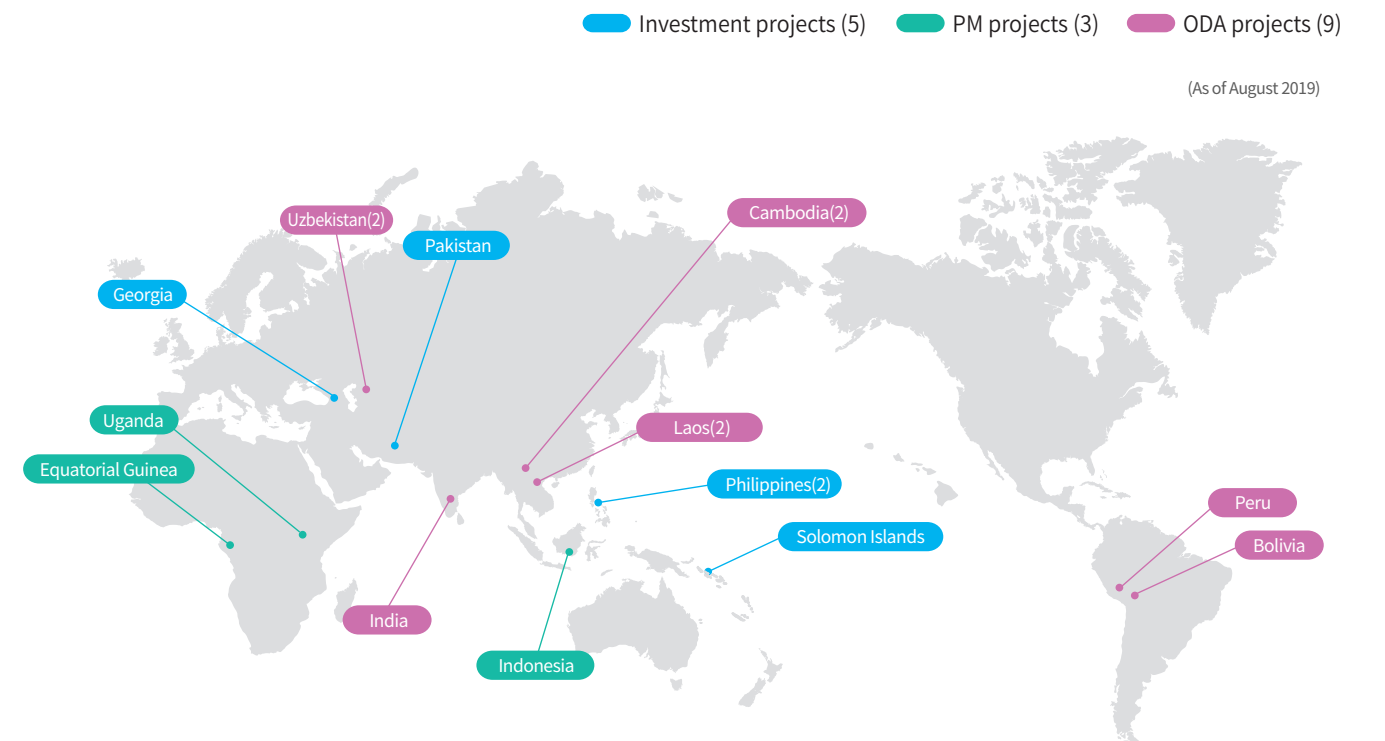 Investment projects (5)
PM projects (3)
ODA projects (9)
(As of August 2019)
Uzbekistan(2)
Cambodia(2)
Pakistan
Georgia
Uganda
Laos(2)
Equatorial Guinea
Philippines(2)
Peru
Solomon Islands
Bolivia
India
Indonesia